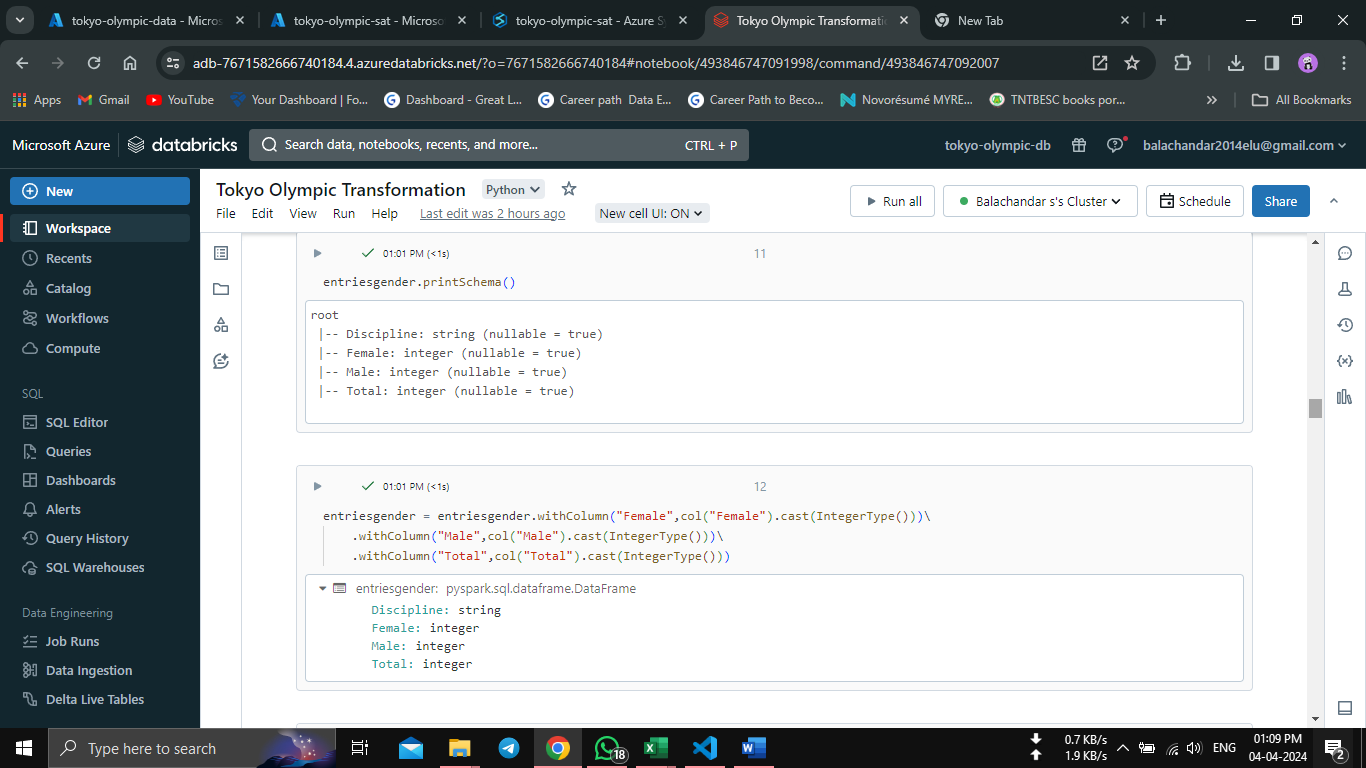 tokyo-olympic-data - Micros
tokyo-olympic-sat - Microso
tokyo-olympic-sat - Azure S
Tokyo Olympic Transformati
New Tab
adb-7671582666740184.4.azuredatabricks.net/?o=7671582666740184#notebook/493846747091998/command/493846747092007
Apps
Gmail
YouTube
Your Dashboard | Fo...
Dashboard - Great L...
Career path Data E...
Career Path to Beco...
Novorésumé MYRE...
TNTBESC books por...
»
All Bookmarks
Microsoft Azure
databricks
Search data, notebooks, recents, and more...
CTRL + P
tokyo-olympic-db
balachandar2014elu@gmail.com
New
Workspace
Recents
Catalog
Workflows
Compute
SQL
SQL Editor
Queries
Dashboards
Alerts
Query History
SQL Warehouses
Data Engineering
Job Runs
Data Ingestion
Delta Live Tables
Tokyo Olympic Transformation
Python
File Edit View Run Help Last edit was 2 hours ago New cell UI: ON
Run all
Balachandar s's Cluster
Schedule
Share
01:01 PM (<1s)
11
entriesgender.printSchema()
root
|-- Discipline: string (nullable = true)
|-- Female: integer (nullable = true)
|-- Male: integer (nullable = true)
|-- Total: integer (nullable = true)
01:01 PM (<1s)
12
entriesgender = entriesgender.withColumn("Female",col("Female").cast(IntegerType()))\
.withColumn("Male",col("Male").cast(IntegerType()))\
.withColumn("Total",col("Total").cast(IntegerType()))
entriesgender: pyspark.sql.dataframe.DataFrame
Discipline: string
Female: integer
Male: integer
Total: integer
Type here to search
18
0.7 KB/s
1.9 KB/s
ENG
01:09 PM
04-04-2024
2